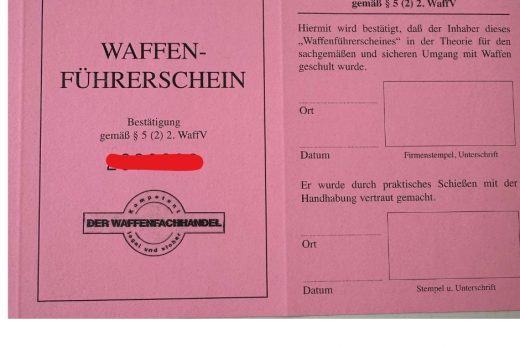 WAFFEN-
FÜHRERSCHEIN
Bestätigung
gemäß § 5 (2) 2. WaffV
kompetent
DER WAFFENFACHHANDEL
legal und sicher
gemäß § 5 (2) 2. WaffV
Hiermit wird bestätigt, daß der Inhaber dieses
„Waffenführerscheines" in der Theorie für den
sachgemäßen und sicheren Umgang mit Waffen
geschult wurde.
Ort
Datum
Firmenstempel, Unterschrift
Er wurde durch praktisches Schießen mit der
Handhabung vertraut gemacht.
Ort
Datum
Stempel u. Unterschrift